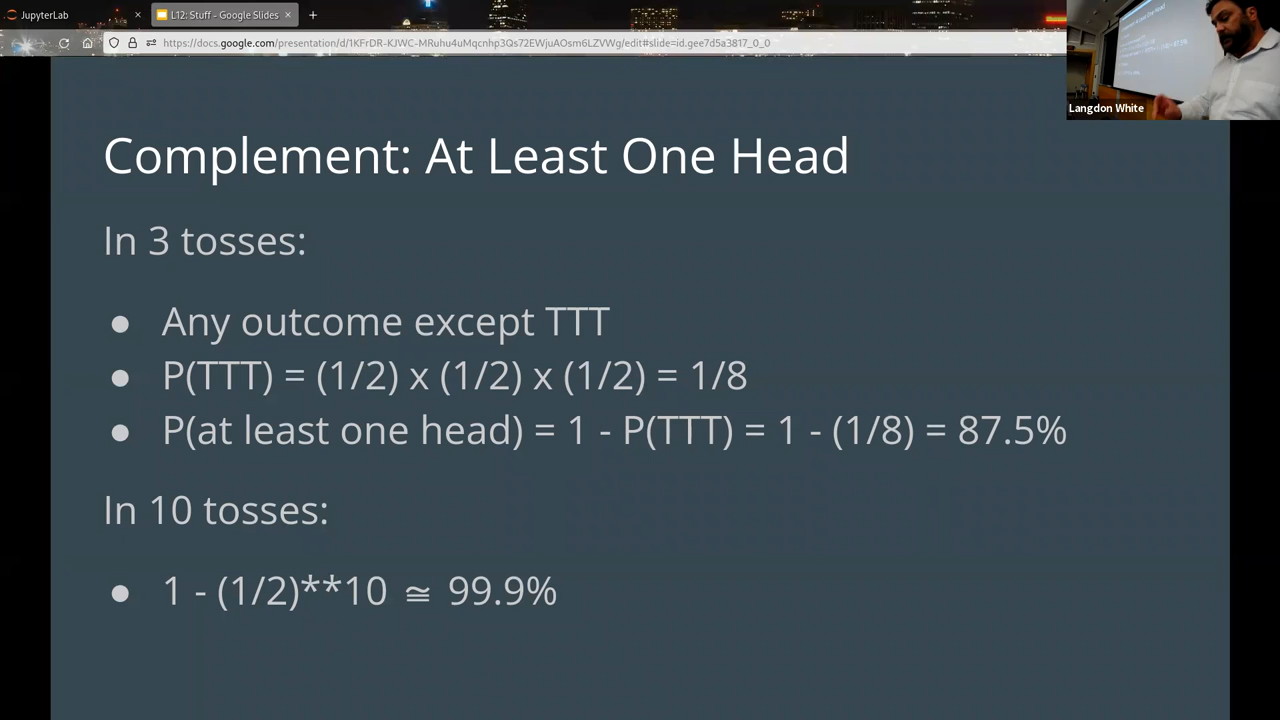 JupyterLab
L12: Stuff - Google Slides
https://docs.google.com/presentation/d/1KFrDR-KJWC-MRuhu4uMqcnhp3Qs72EWjuAOsm6LZVWg/edit#slide=id.gee7d5a3817_0_0
Langdon White
Complement: At Least One Head
In 3 tosses:
● Any outcome except TTT
● P(TTT) = (1/2) x (1/2) x (1/2) = 1/8
● P(at least one head) = 1 - P(TTT) = 1 - (1/8) = 87.5%
In 10 tosses:
● 1 - (1/2)**10 ≅ 99.9%